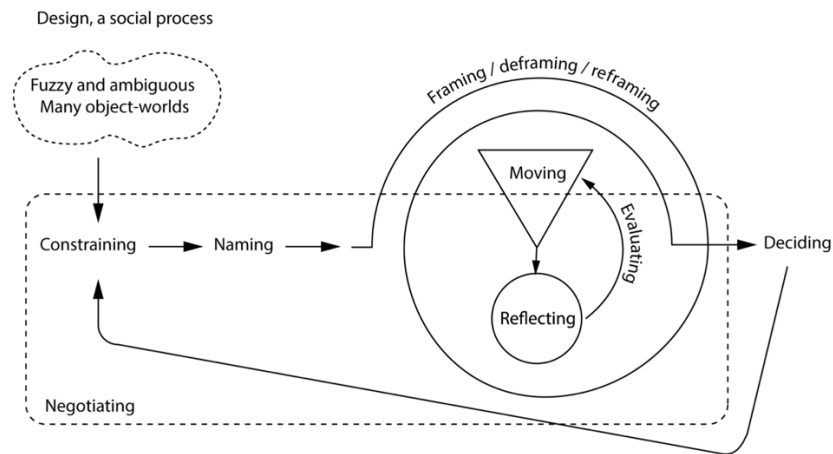 Design, a social process
Fuzzy and ambiguous
Many object-worlds
Framing / deframing / reframing
Moving
Evaluating
Constraining
Naming
Deciding
Reflecting
Negotiating